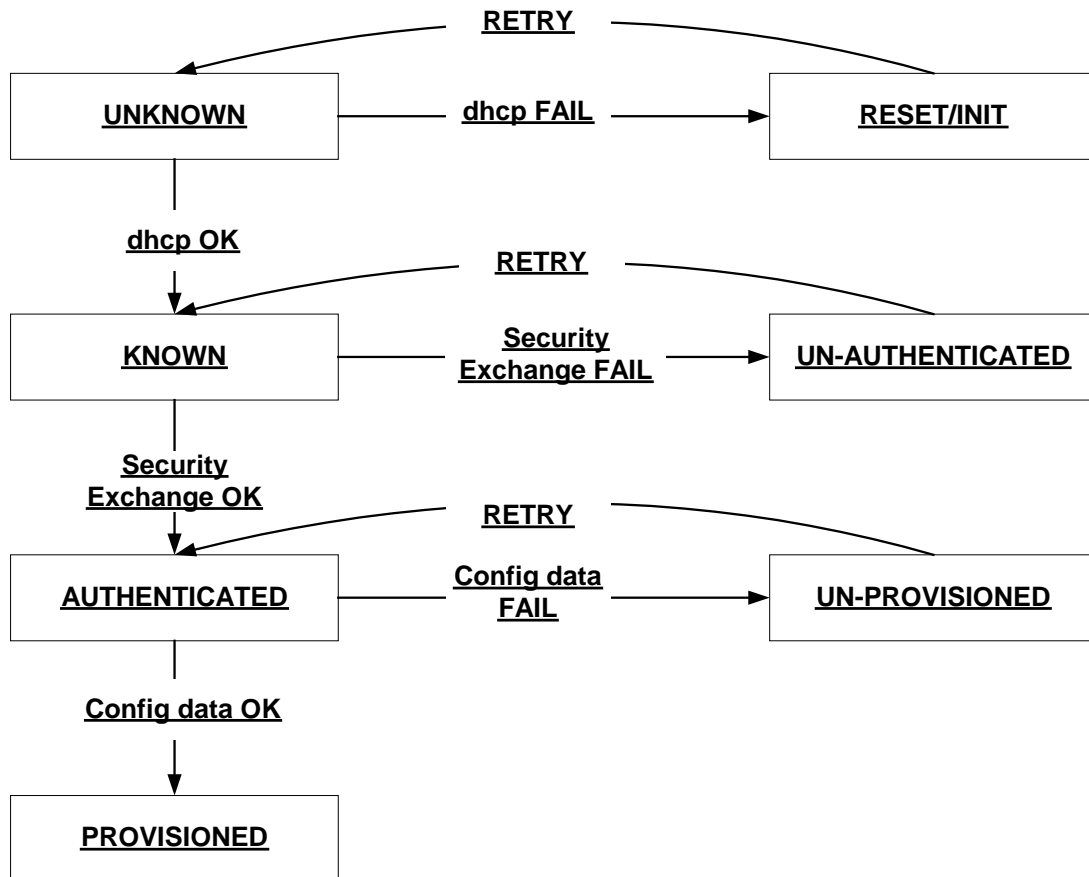 RETRY
UNKNOWN
dhcp FAIL
RESET/INIT
dhcp OK
RETRY
KNOWN
Security
Exchange FAIL
UN-AUTHENTICATED
Security
Exchange OK
RETRY
AUTHENTICATED
Config data
FAIL
UN-PROVISIONED
Config data OK
PROVISIONED